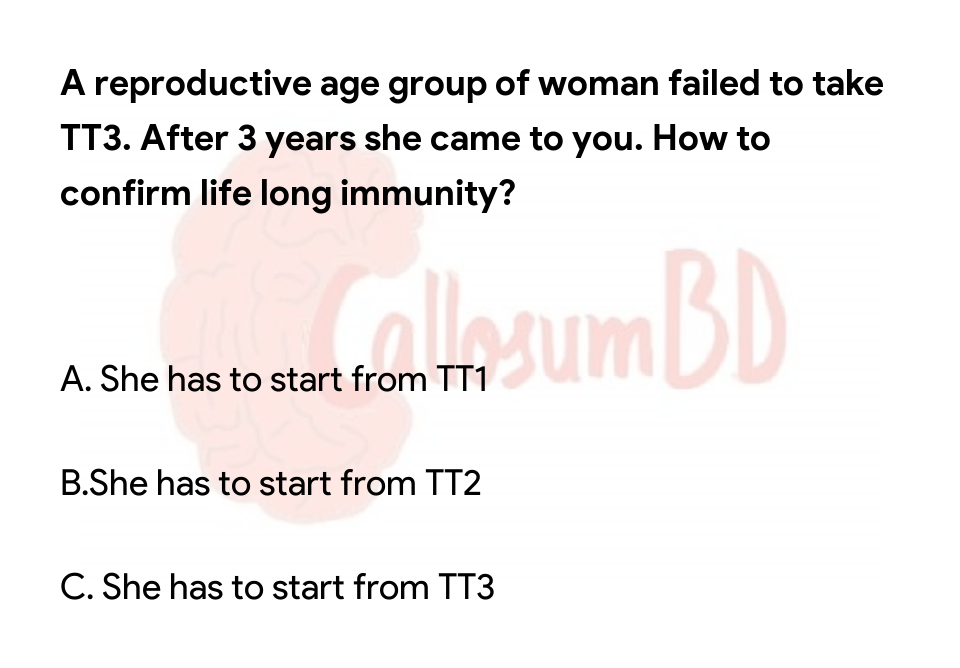 A reproductive age group of woman failed to take
TT3. After 3 years she came to you. How to
confirm life long immunity?
CallosumBD
A. She has to start from TT1
B.She has to start from TT2
C. She has to start from TT3